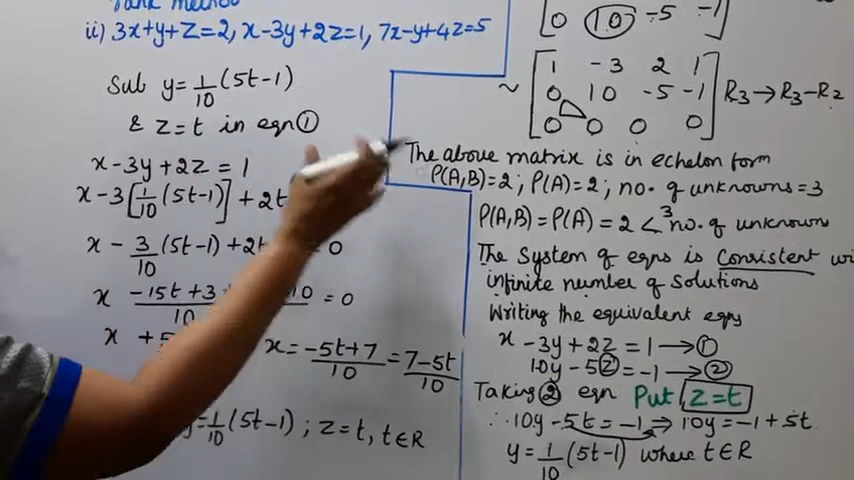 Rank method
ii) 3x+y+z=2, x-3y+2z=1, 7x-y+4z=5
Sub y=1/10(5t-1)
& z=t in eqn①
x-3y+2z=1
x-3[1/10(5t-1)]+2t
x-3/10(5t-1)+2t =0
x -15t+3 10/10 =0
x +5
x=-5t+7/10=7-5t/10
y=1/10(5t-1); z=t, t∈R
[0 10 -5 -1]
~ [1 -3 2 1
0 10 -5 -1
0 0 0 0] R3→R3-R2
The above matrix is in echelon form
ρ(A,B)=2; ρ(A)=2; no. of unknowns=3
ρ(A,B)=ρ(A)=2<3 no. of unknowns
The System of eqns is Consistent
infinite number of Solutions
Writing the equivalent eqns
x-3y+2z=1→①
10y-5z=-1→②
Taking ② eqn Put z=t
∴10y-5t=-1⇒10y=-1+5t
y=1/10(5t-1) where t∈R